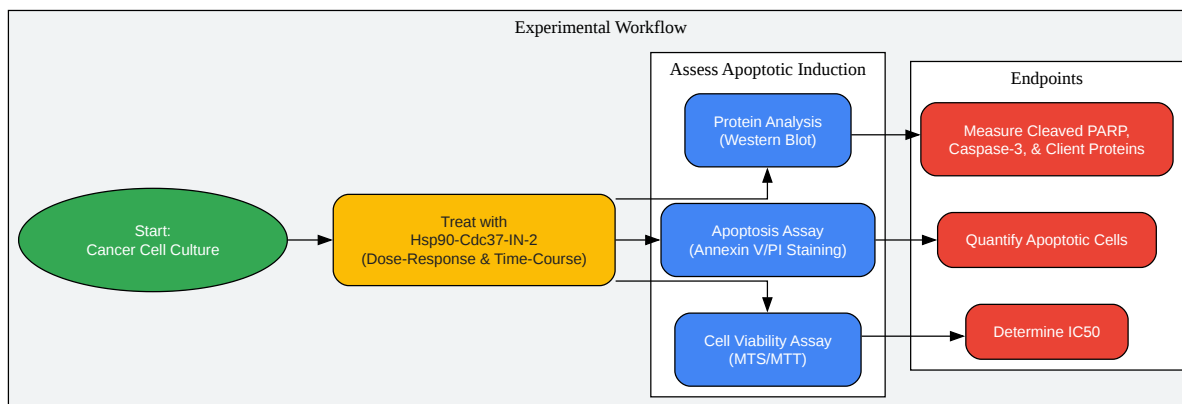 Experimental Workflow
Start:
Cancer Cell Culture
Treat with
Hsp90-Cdc37-IN-2
(Dose-Response & Time-Course)
Assess Apoptotic Induction
Protein Analysis
(Western Blot)
Apoptosis Assay
(Annexin V/PI Staining)
Cell Viability Assay
(MTS/MTT)
Endpoints
Measure Cleaved PARP,
Caspase-3, & Client Proteins
Quantify Apoptotic Cells
Determine IC50